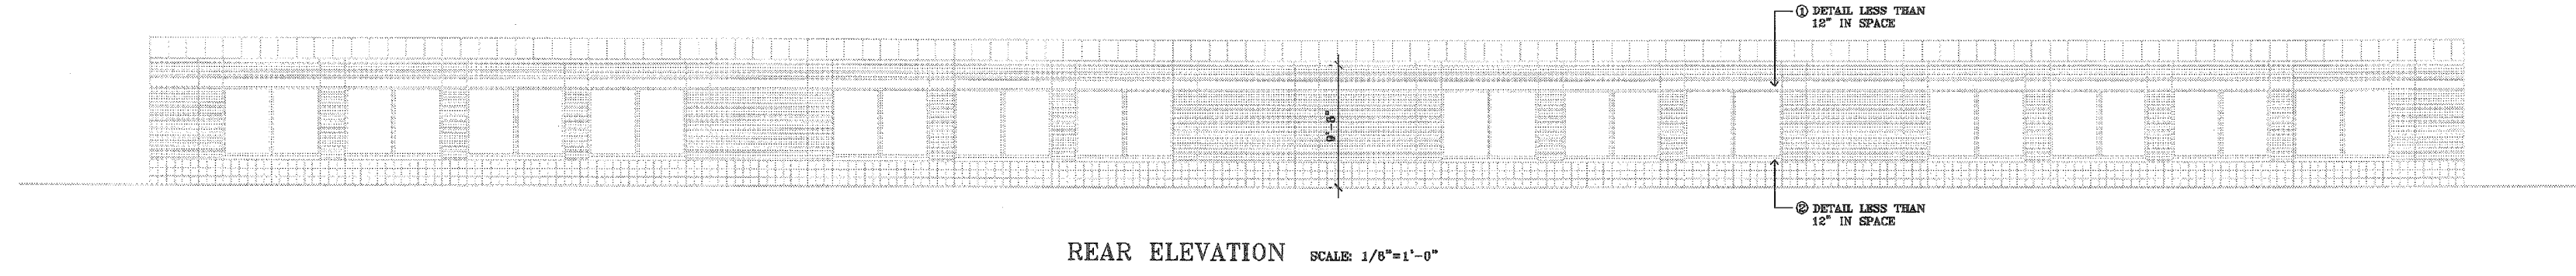 ① DETAIL LESS THAN
12" IN SPACE
9'-8"
② DETAIL LESS THAN
12" IN SPACE
REAR ELEVATION SCALE: 1/8"=1'-0"